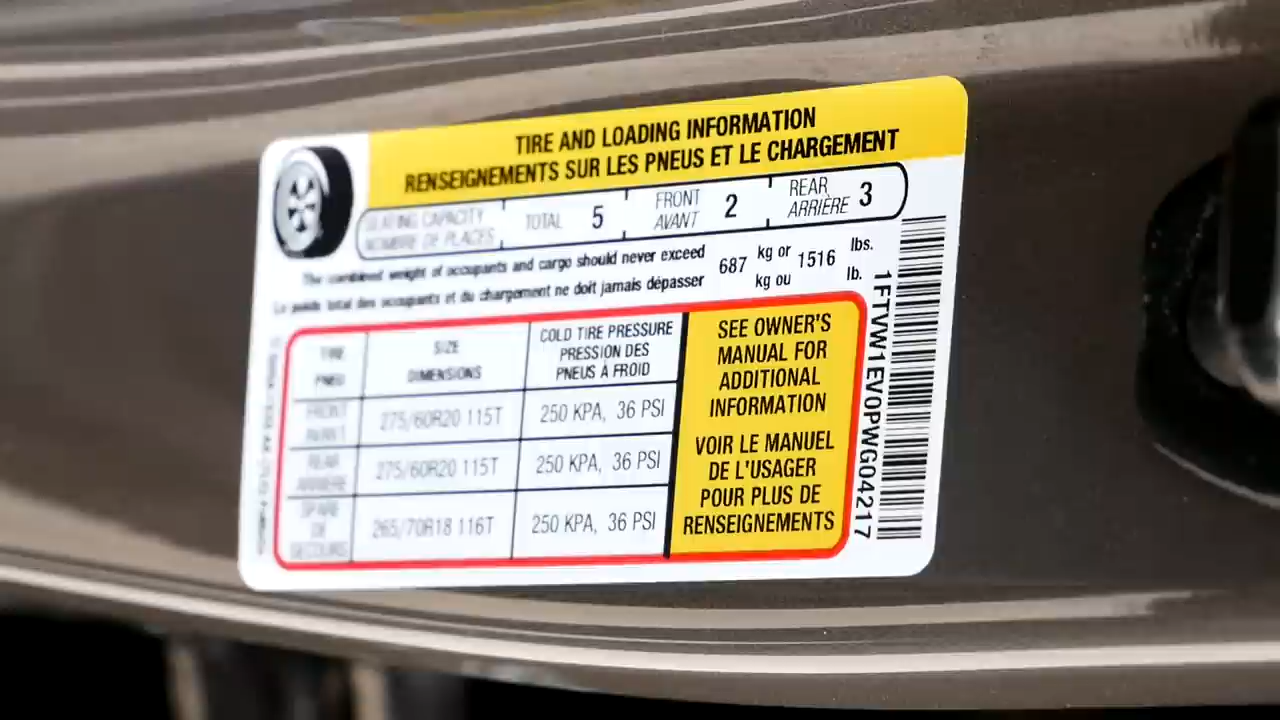 TIRE AND LOADING INFORMATION
RENSEIGNEMENTS SUR LES PNEUS ET LE CHARGEMENT
SEATING CAPACITY TOTAL 5 FRONT 2 REAR 3
NOMBRE DE PLACES AVANT ARRIÈRE
The combined weight of occupants and cargo should never exceed 687 kg or 1516 lbs.
Le poids total des occupants et du chargement ne doit jamais dépasser kg ou lb.
TIRE SIZE COLD TIRE PRESSURE
PNEU DIMENSIONS PRESSION DES
PNEUS À FROID
FRONT 275/60R20 115T 250 KPA, 36 PSI
AVANT
REAR 275/60R20 115T 250 KPA, 36 PSI
ARRIÈRE
SPARE
DE 265/70R18 116T 250 KPA, 36 PSI
SECOURS
SEE OWNER'S
MANUAL FOR
ADDITIONAL
INFORMATION
VOIR LE MANUEL
DE L'USAGER
POUR PLUS DE
RENSEIGNEMENTS
1FTVW1EV0PWG04217